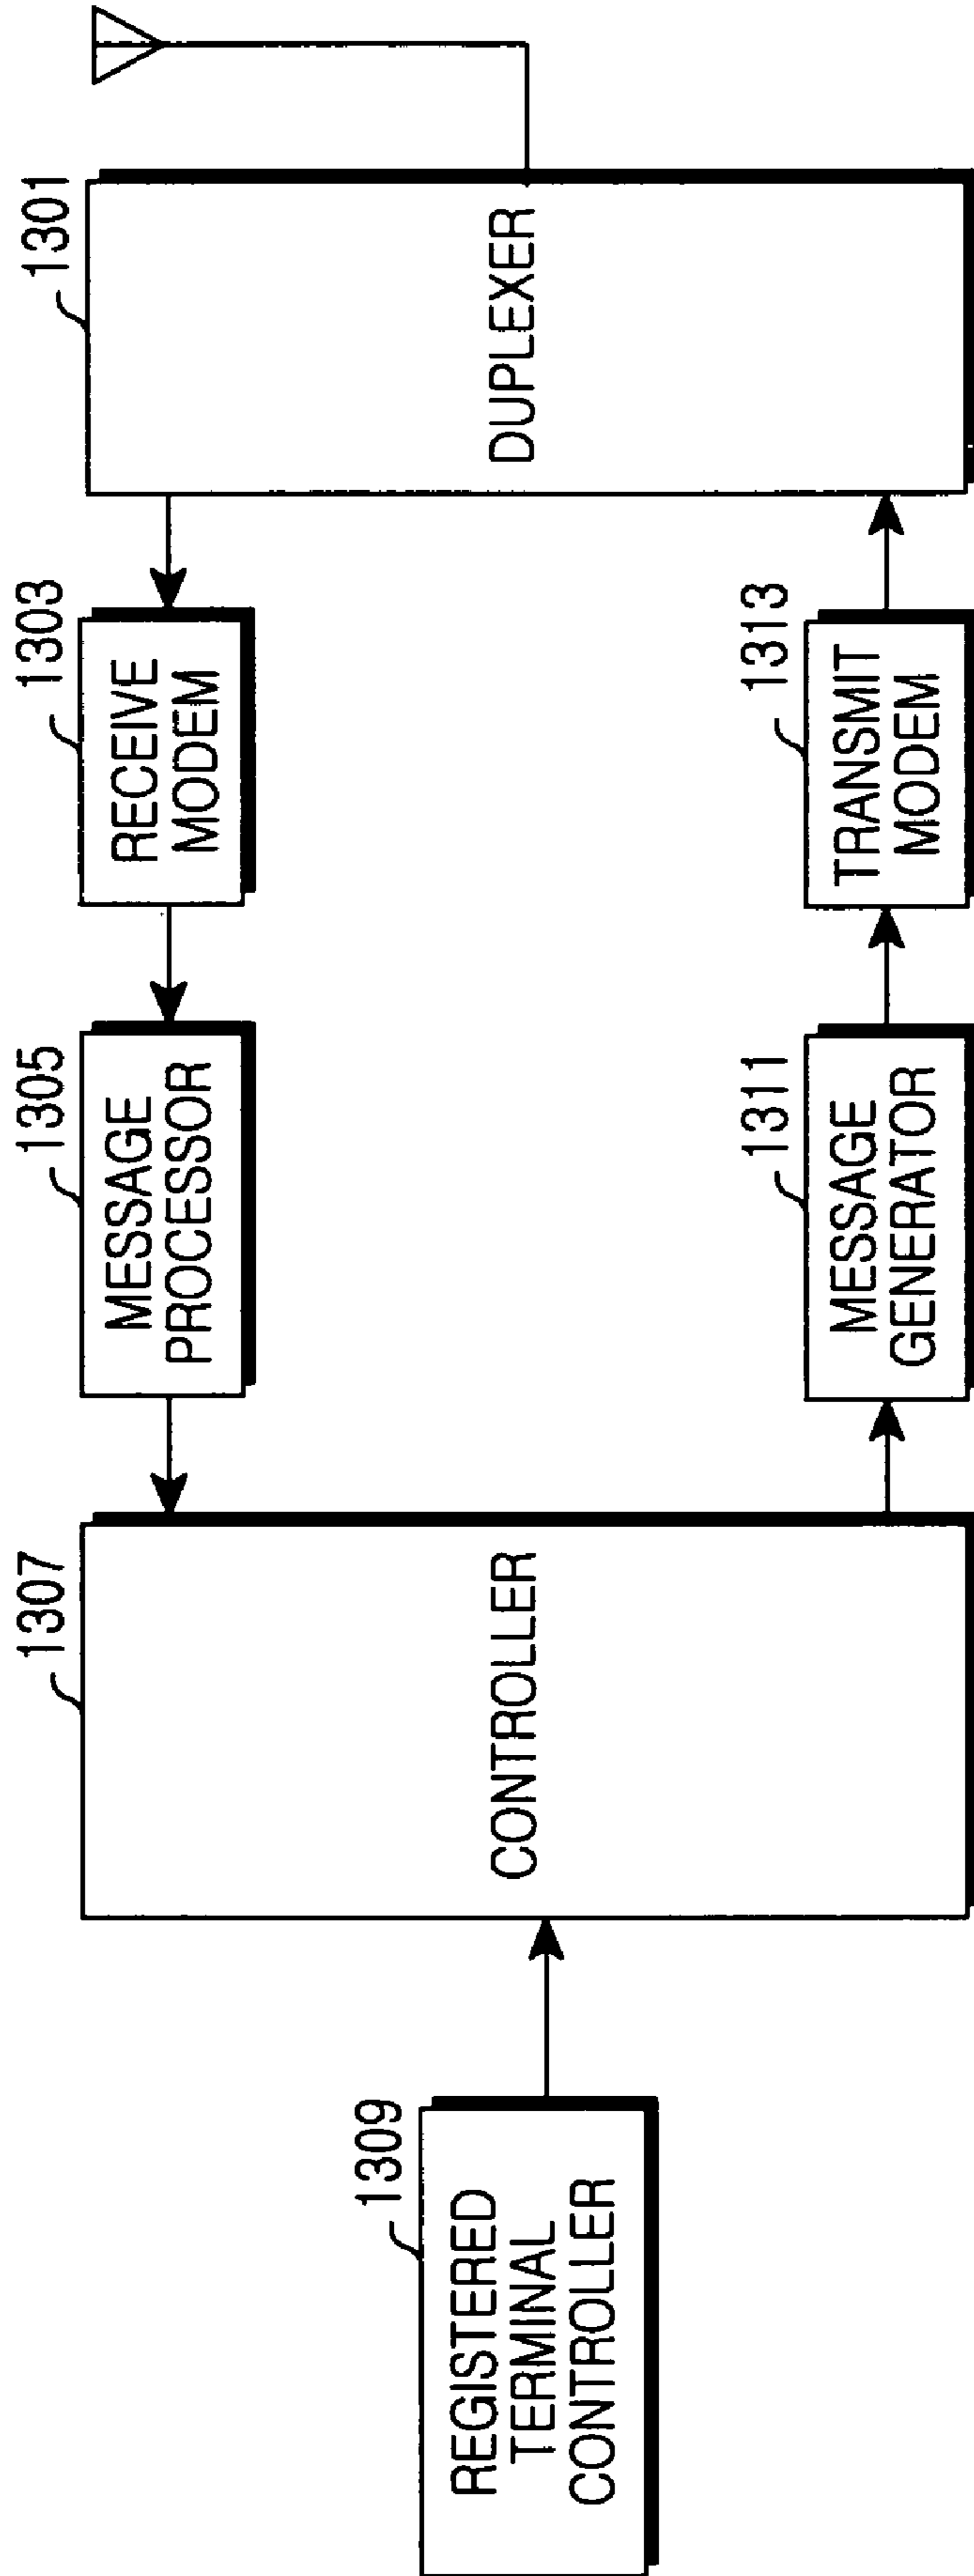 1309
REGISTERED
TERMINAL
CONTROLLER
1307
CONTROLLER
1305
MESSAGE
PROCESSOR
1303
RECEIVE
MODEM
1301
DUPLEXER
1311
MESSAGE
GENERATOR
1313
TRANSMIT
MODEM